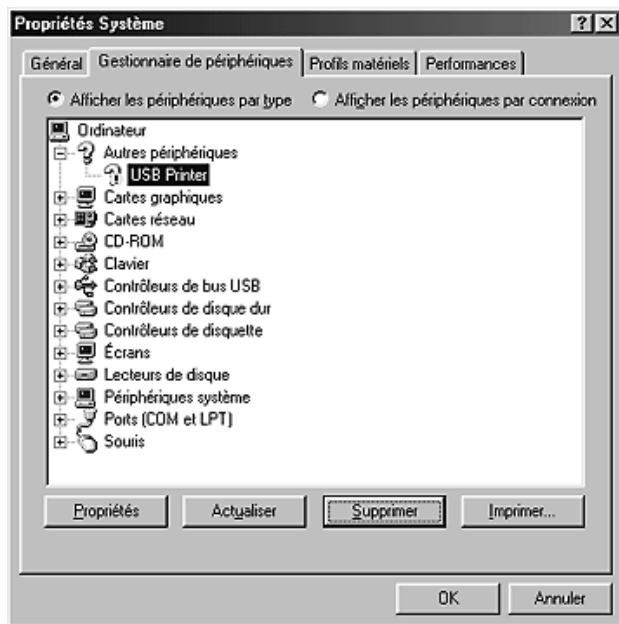 Propriétés Système
Général Gestionnaire de périphériques Profils matériels Performances
Afficher les périphériques par type Afficher les périphériques par connexion
Ordinateur
Autres périphériques
USB Printer
Cartes graphiques
Cartes réseau
CD-ROM
Clavier
Contrôleurs de bus USB
Contrôleurs de disque dur
Contrôleurs de disquette
Écrans
Lecteurs de disque
Périphériques système
Ports (COM et LPT)
Souris
Propriétés Actualiser Supprimer Imprimer...
OK Annuler